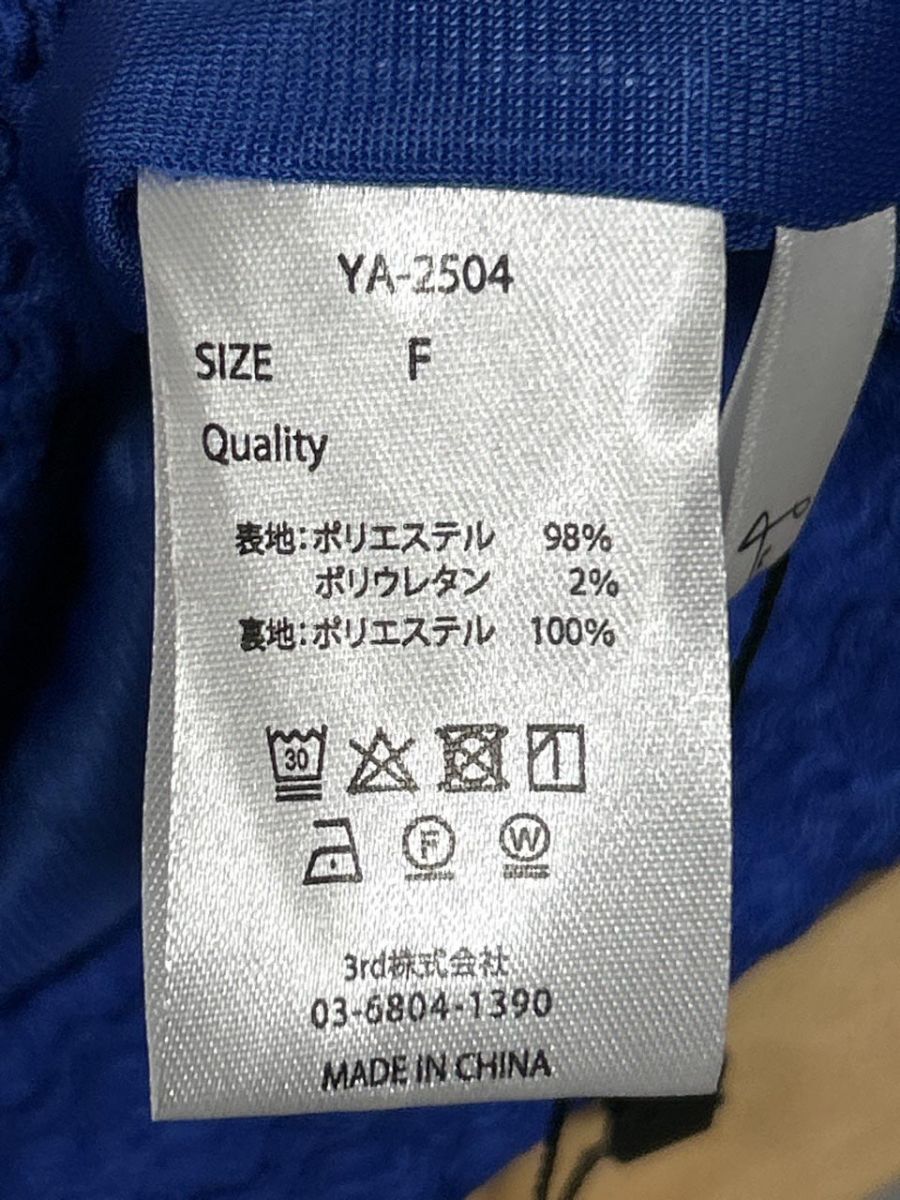 YA-2504
SIZE F
Quality
表地:ポリエステル 98%
ポリウレタン 2%
裏地:ポリエステル 100%
30
F W
3rd株式会社
03-6804-1390
MADE IN CHINA